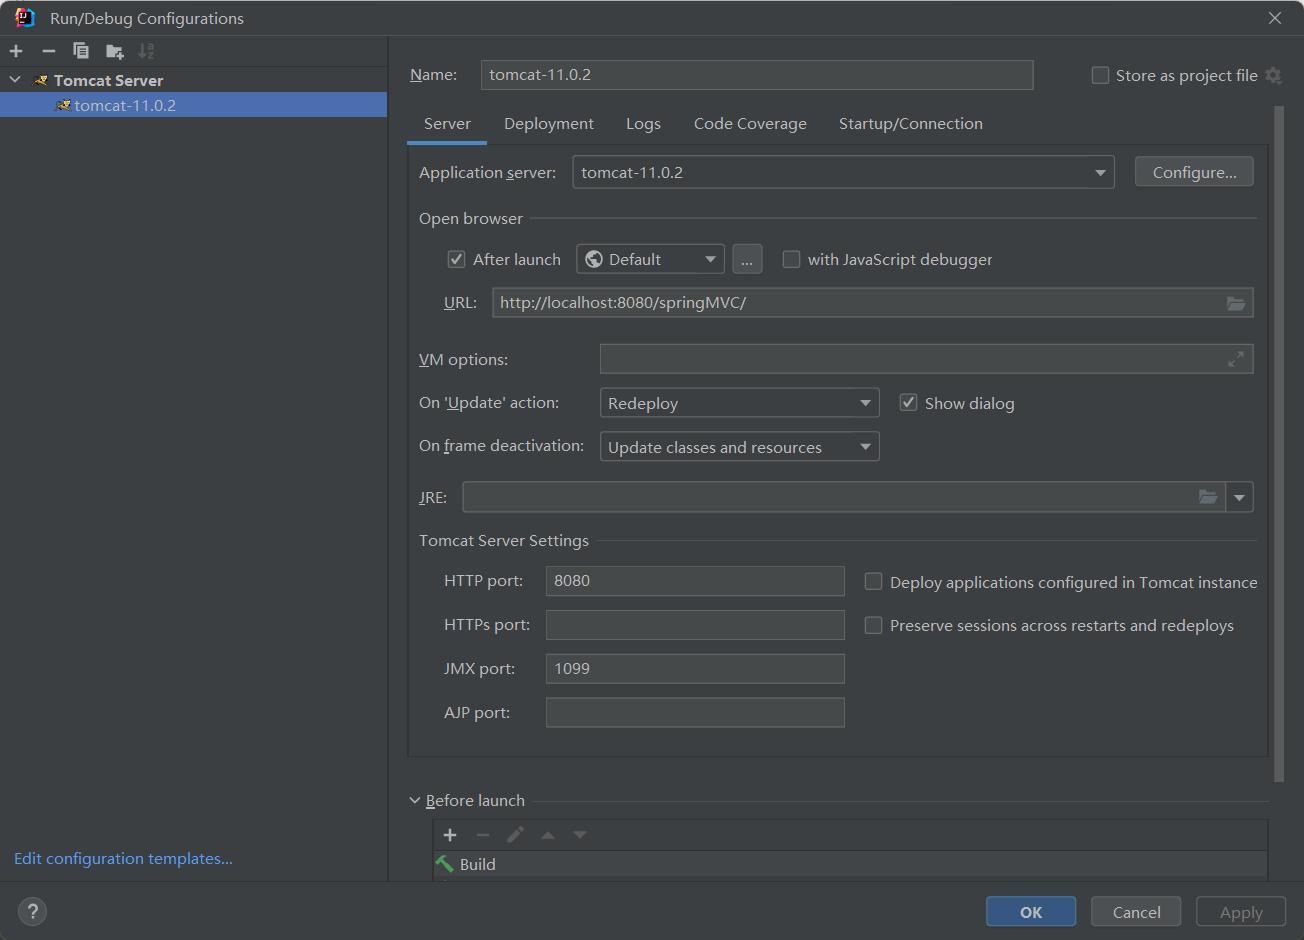 Run/Debug Configurations
Tomcat Server
tomcat-11.0.2
Edit configuration templates...
Name: tomcat-11.0.2 Store as project file
Server Deployment Logs Code Coverage Startup/Connection
Application server: tomcat-11.0.2 Configure...
Open browser
After launch Default ... with JavaScript debugger
URL: http://localhost:8080/springMVC/
VM options:
On 'Update' action: Redeploy Show dialog
On frame deactivation: Update classes and resources
JRE:
Tomcat Server Settings
HTTP port: 8080 Deploy applications configured in Tomcat instance
HTTPs port: Preserve sessions across restarts and redeploys
JMX port: 1099
AJP port:
Before launch
Build
? OK Cancel Apply